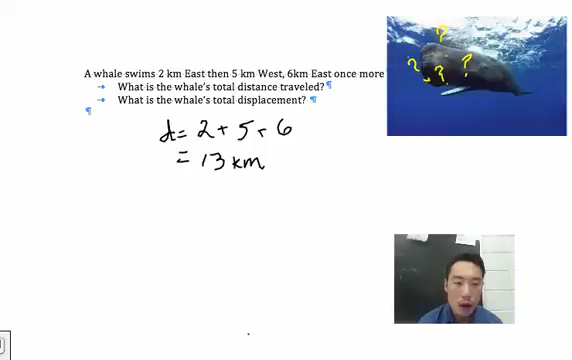 A whale swims 2 km East then 5 km West, 6km East once more
→ What is the whale's total distance traveled? ¶
→ What is the whale's total displacement? ¶
¶
? ? ? ?
d = 2 + 5 + 6
= 13 km